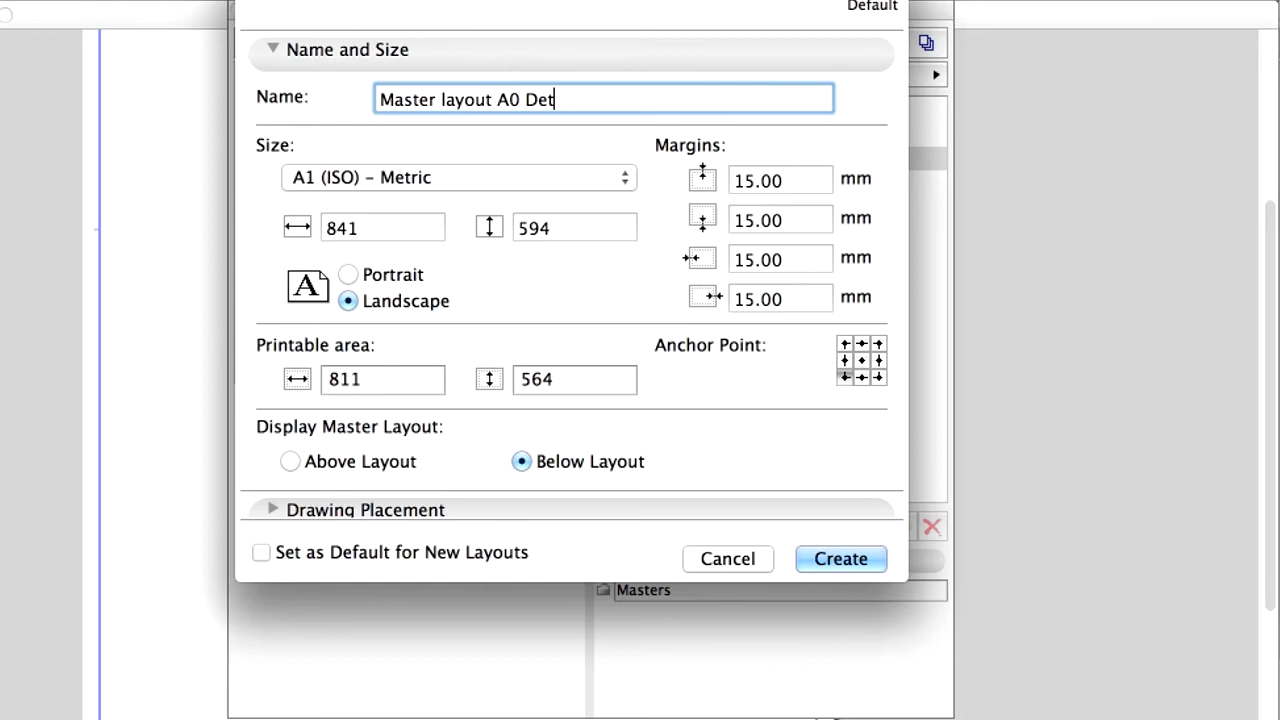 Default
Name and Size
Name: Master layout A0 Det
Size: Margins:
A1 (ISO) – Metric 15.00 mm
841 594 15.00 mm
A Portrait 15.00 mm
Landscape 15.00 mm
Printable area: Anchor Point:
811 564
Display Master Layout:
Above Layout Below Layout
Drawing Placement
Set as Default for New Layouts Cancel Create
Masters